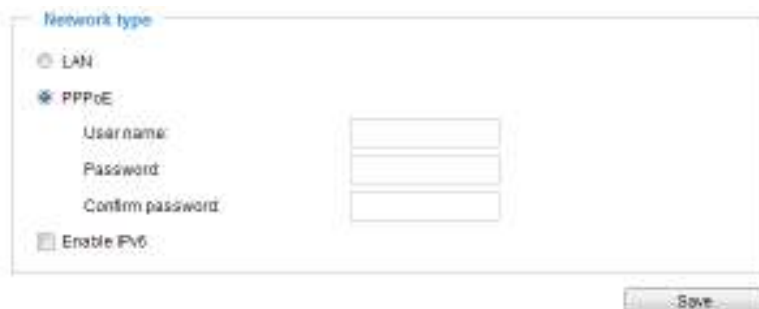 Network type
LAN
PPPoE
User name:
Password:
Confirm password:
Enable IPv6
Save